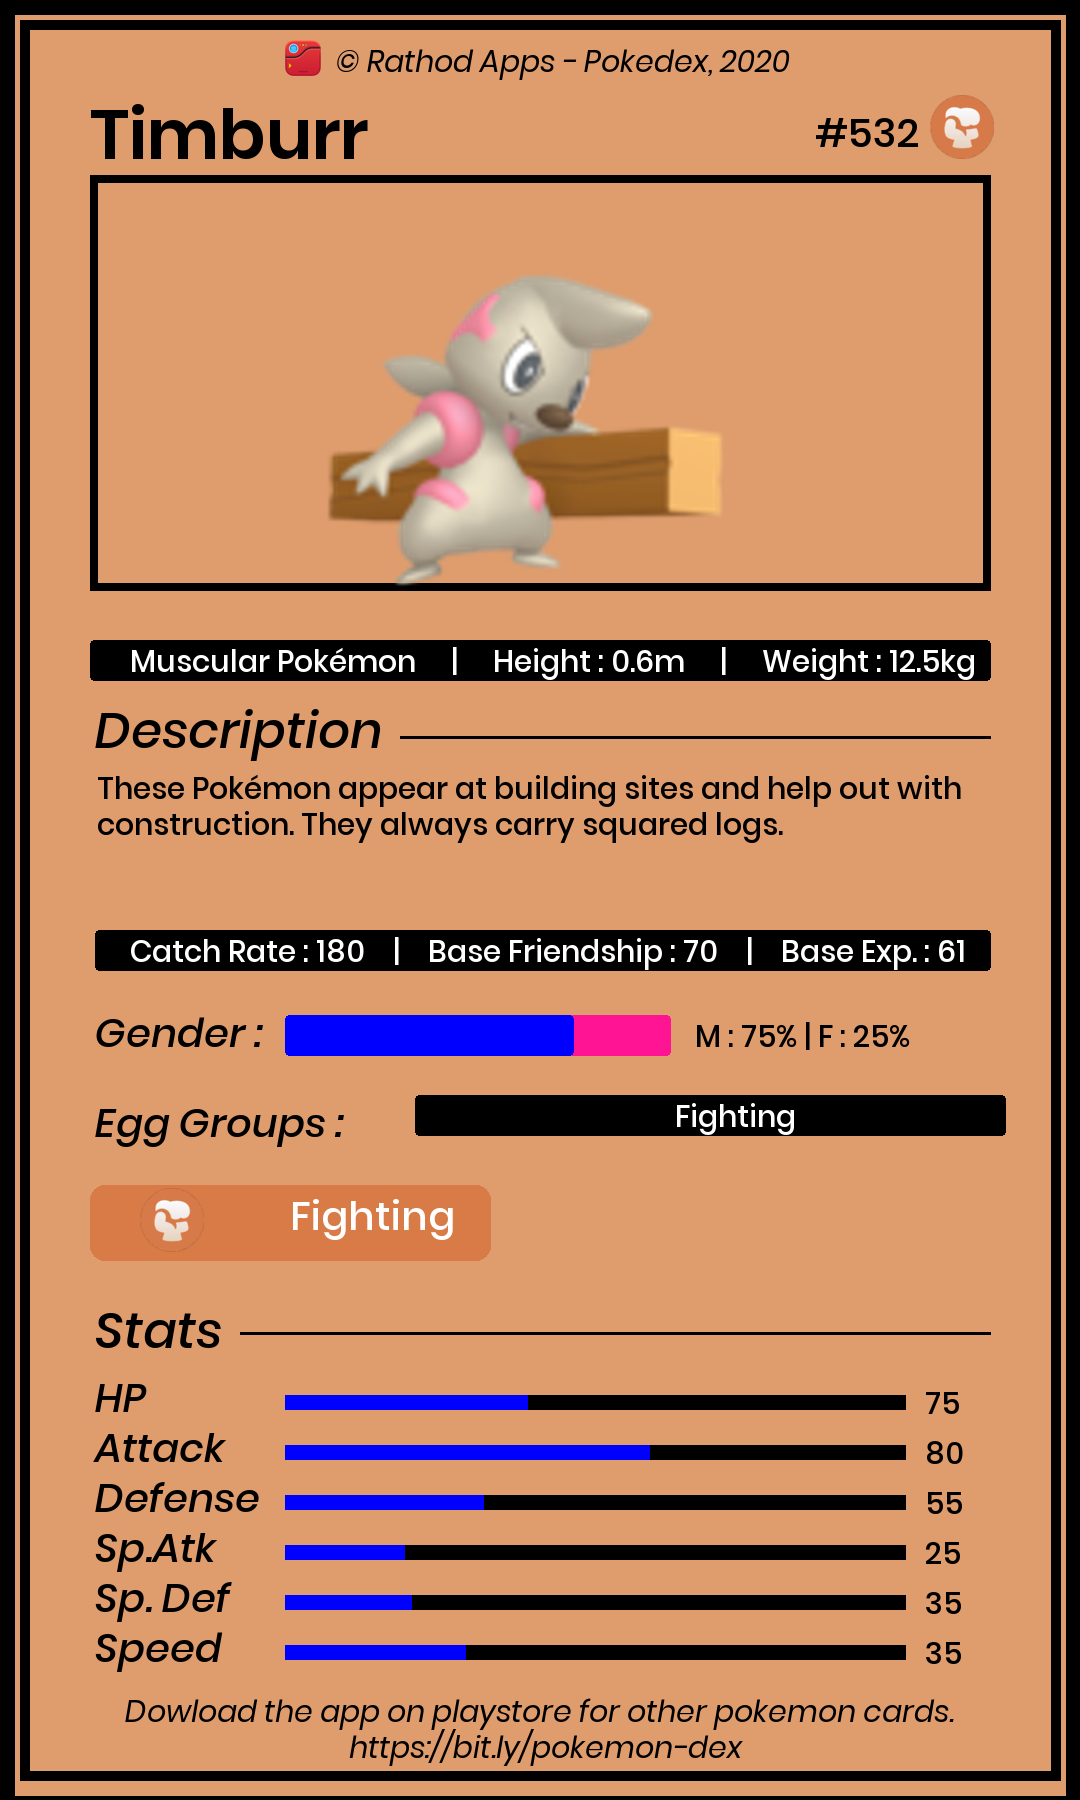 © Rathod Apps - Pokedex, 2020
Timburr
#532
Muscular Pokémon | Height : 0.6m | Weight : 12.5kg
Description
These Pokémon appear at building sites and help out with
construction. They always carry squared logs.
Catch Rate : 180 | Base Friendship : 70 | Base Exp. : 61
Gender : M : 75% | F : 25%
Egg Groups : Fighting
Fighting
Stats
HP 75
Attack 80
Defense 55
Sp.Atk 25
Sp. Def 35
Speed 35
Dowload the app on playstore for other pokemon cards.
https://bit.ly/pokemon-dex